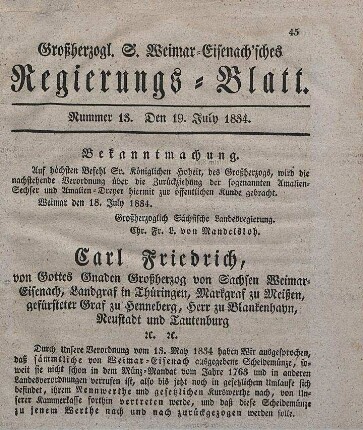 45
Großherzogl. S. Weimar-Eisenach'sches
Regierungs-Blatt.
Nummer 13. Den 19. July 1834.
Bekanntmachung.
Auf höchsten Befehl Sr. Königlichen Hoheit, des Großherzogs, wird die
nachstehende Verordnung über die Zurückziehung der sogenannten Amalien-
Sechser und Amalien-Dreyer hiermit zur öffentlichen Kunde gebracht.
Weimar den 18. July 1834.
Großherzoglich Sächsische Landesregierung.
Chr. Fr. L. von Mandelsloh.
Carl Friedrich,
von Gottes Gnaden Großherzog von Sachsen Weimar-
Eisenach, Landgraf in Thüringen, Markgraf zu Meißen,
gefürsteter Graf zu Henneberg, Herr zu Blankenhayn,
Neustadt und Tautenburg
ꝛc. ꝛc.
Durch Unsere Verordnung vom 13. May 1834 haben Wir ausgesprochen,
daß sämmtliche von Weimar-Eisenach ausgegebene Scheidemünze, so-
weit sie nicht schon in dem Münz-Mandat vom Jahre 1763 und in anderen
Landesverordnungen verrufen ist, also bis jetzt noch in gesetzlichem Umlaufe sich
befindet, ihrem Nennwerthe und gesetzlichen Kurswerthe nach, von Un-
serer Kammerkasse forthin vertreten werde, und daß diese Scheidemünze
zu jenem Werthe nach und nach zurückgezogen werden solle.